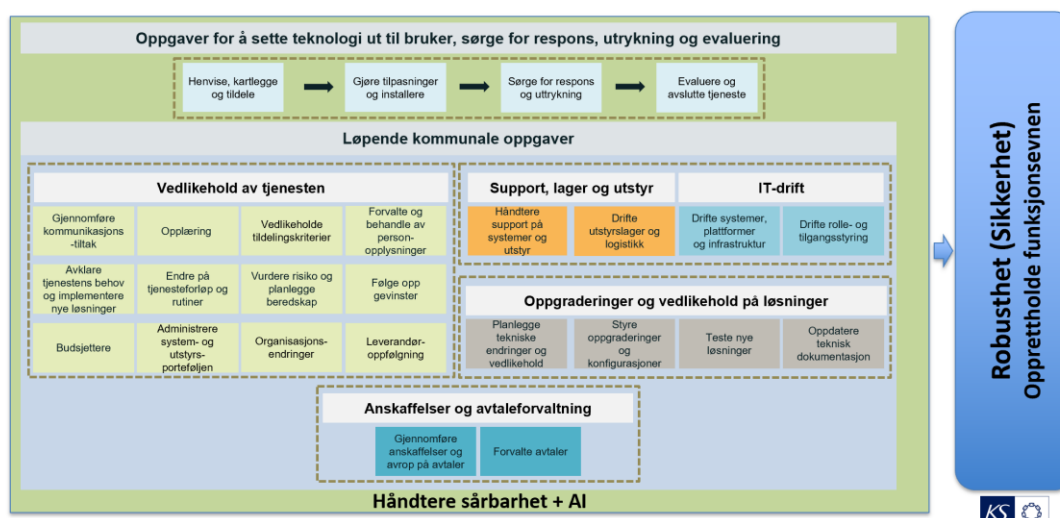 Oppgaver for å sette teknologi ut til bruker, sørge for respons, utrykning og evaluering
Henvise, kartlegge
og tildele
Gjøre tilpasninger
og installere
Sørge for respons
og uttrykning
Evaluere og
avslutte tjeneste
Løpende kommunale oppgaver
Vedlikehold av tjenesten
Gjennomføre
kommunikasjons
-tiltak
Opplæring
Vedlikeholde
tildelingskriterier
Forvalte og
behandle av
person-
opplysninger
Avklare
tjenestens behov
og implementere
nye løsninger
Endre på
tjenesteforløp og
rutiner
Vurdere risiko og
planlegge
beredskap
Følge opp
gevinster
Budsjettere
Administrere
system- og
utstyrs-
porteføljen
Organisasjons-
endringer
Leverandør-
oppfølgning
Support, lager og utstyr
IT-drift
Håndtere
support på
systemer og
utstyr
Drifte
utstyrslager og
logistikk
Drifte systemer,
plattformer
og infrastruktur
Drifte rolle- og
tilgangsstyring
Oppgraderinger og vedlikehold på løsninger
Planlegge
tekniske
endringer og
vedlikehold
Styre
oppgraderinger
og
konfigurasjoner
Teste nye
løsninger
Oppdatere
teknisk
dokumentasjon
Anskaffelser og avtaleforvaltning
Gjennomføre
anskaffelser og
avrop på avtaler
Forvalte avtaler
Håndtere sårbarhet + AI
Robusthet (Sikkerhet)
Opprettholde funksjonsevnen
KS